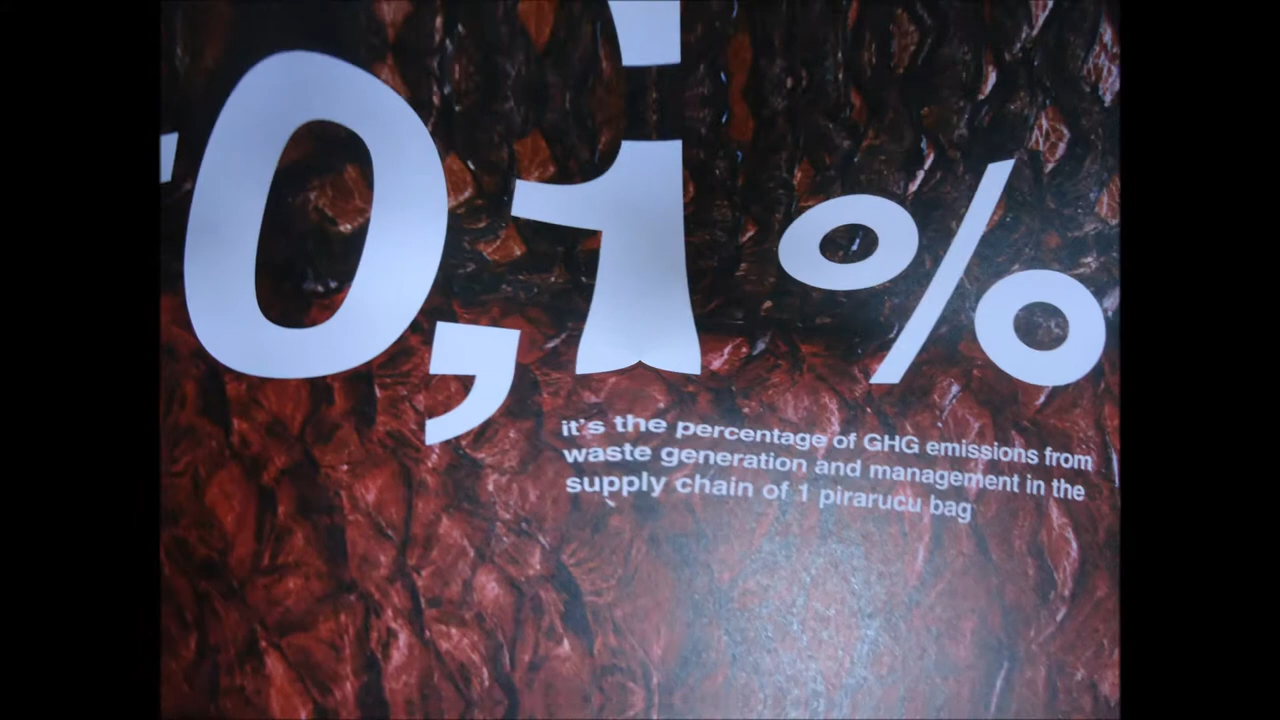 0,1%
it's the percentage of GHG emissions from
waste generation and management in the
supply chain of 1 pirarucu bag